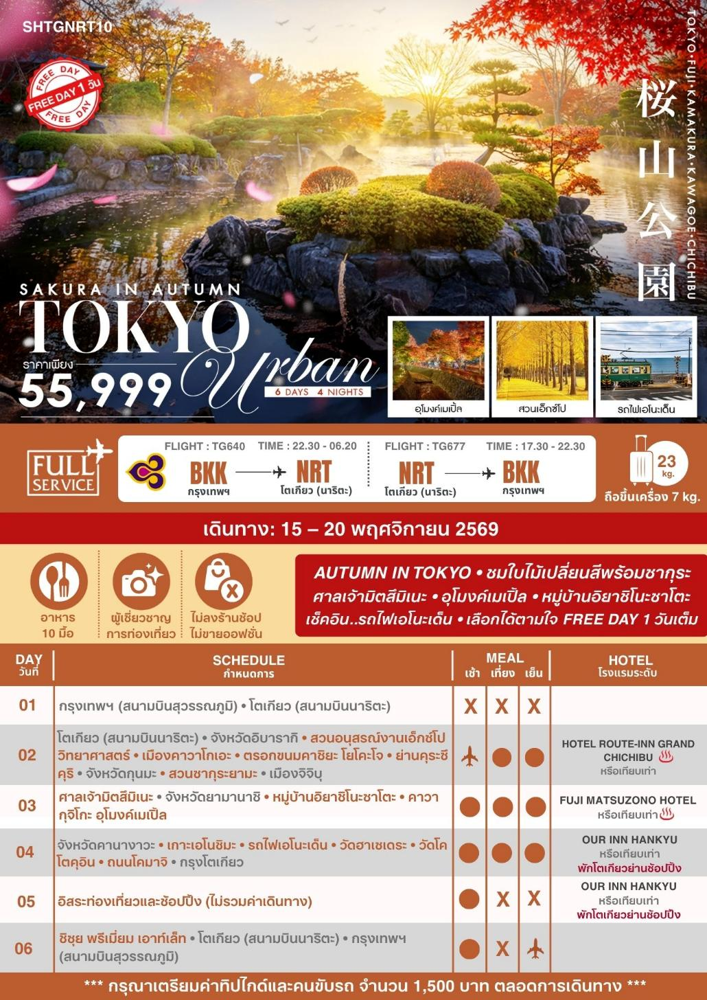 SHTGNRT10
FREE DAY
FREE DAY 1 วัน
FREE DAY
TOKYO•FUJI•KAMAKURA•KAWAGOE•CHICHIBU
桜山公園
SAKURA IN AUTUMN
TOKYO
Urban
ราคาเพียง
55,999
6 DAYS 4 NIGHTS
อุโมงค์เมเปิ้ล
สวนเอ็กซ์โป
รถไฟเอโนะเด็น
FULL
SERVICE
FLIGHT : TG640 TIME : 22.30 - 06.20
BKK NRT
กรุงเทพฯ โตเกียว (นาริตะ)
FLIGHT : TG677 TIME : 17.30 - 22.30
NRT BKK
โตเกียว (นาริตะ) กรุงเทพฯ
23
kg.
ถือขึ้นเครื่อง 7 kg.
เดินทาง: 15 – 20 พฤศจิกายน 2569
อาหาร
10 มื้อ
ผู้เชี่ยวชาญ
การท่องเที่ยว
X
ไม่ลงร้านช้อป
ไม่ขายออฟชั่น
AUTUMN IN TOKYO • ชมใบไม้เปลี่ยนสีพร้อมซากุระ
ศาลเจ้ามิตสึมิเนะ • อุโมงค์เมเปิ้ล • หมู่บ้านอิยาชิโนะซาโตะ
เช็คอิน..รถไฟเอโนะเด็น • เลือกได้ตามใจ FREE DAY 1 วันเต็ม
DAY SCHEDULE MEAL HOTEL
วันที่ กำหนดการ เช้า เที่ยง เย็น โรงแรมระดับ
01 กรุงเทพฯ (สนามบินสุวรรณภูมิ) • โตเกียว (สนามบินนาริตะ) X X X
02
โตเกียว (สนามบินนาริตะ) • จังหวัดอิบารากิ • สวนอนุสรณ์งานเอ็กซ์โป
วิทยาศาสตร์ • เมืองคาวาโกเอะ • ตรอกขนมคาชิยะ โยโคะโจ • ย่านคุระซึ
คุริ • จังหวัดกุนมะ • สวนซากุระยามะ • เมืองจิจิบุ
HOTEL ROUTE-INN GRAND
CHICHIBU
หรือเทียบเท่า
03
ศาลเจ้ามิตสึมิเนะ • จังหวัดยามานาชิ • หมู่บ้านอิยาชิโนะซาโตะ • คาวา
กุจิโกะ อุโมงค์เมเปิ้ล
FUJI MATSUZONO HOTEL
หรือเทียบเท่า
04
จังหวัดคานางาวะ • เกาะเอโนชิมะ • รถไฟเอโนะเด็น • วัดฮาเซเดระ • วัดโค
โตคุอิน • ถนนโคมาจิ • กรุงโตเกียว
OUR INN HANKYU
หรือเทียบเท่า
พักโตเกียวย่านช้อปปิ้ง
05 อิสระท่องเที่ยวและช้อปปิ้ง (ไม่รวมค่าเดินทาง) X X
OUR INN HANKYU
หรือเทียบเท่า
พักโตเกียวย่านช้อปปิ้ง
06
ชิซุย พรีเมี่ยม เอาท์เล็ท • โตเกียว (สนามบินนาริตะ) • กรุงเทพฯ
(สนามบินสุวรรณภูมิ)
X
*** กรุณาเตรียมค่าทิปไกด์และคนขับรถ จำนวน 1,500 บาท ตลอดการเดินทาง ***